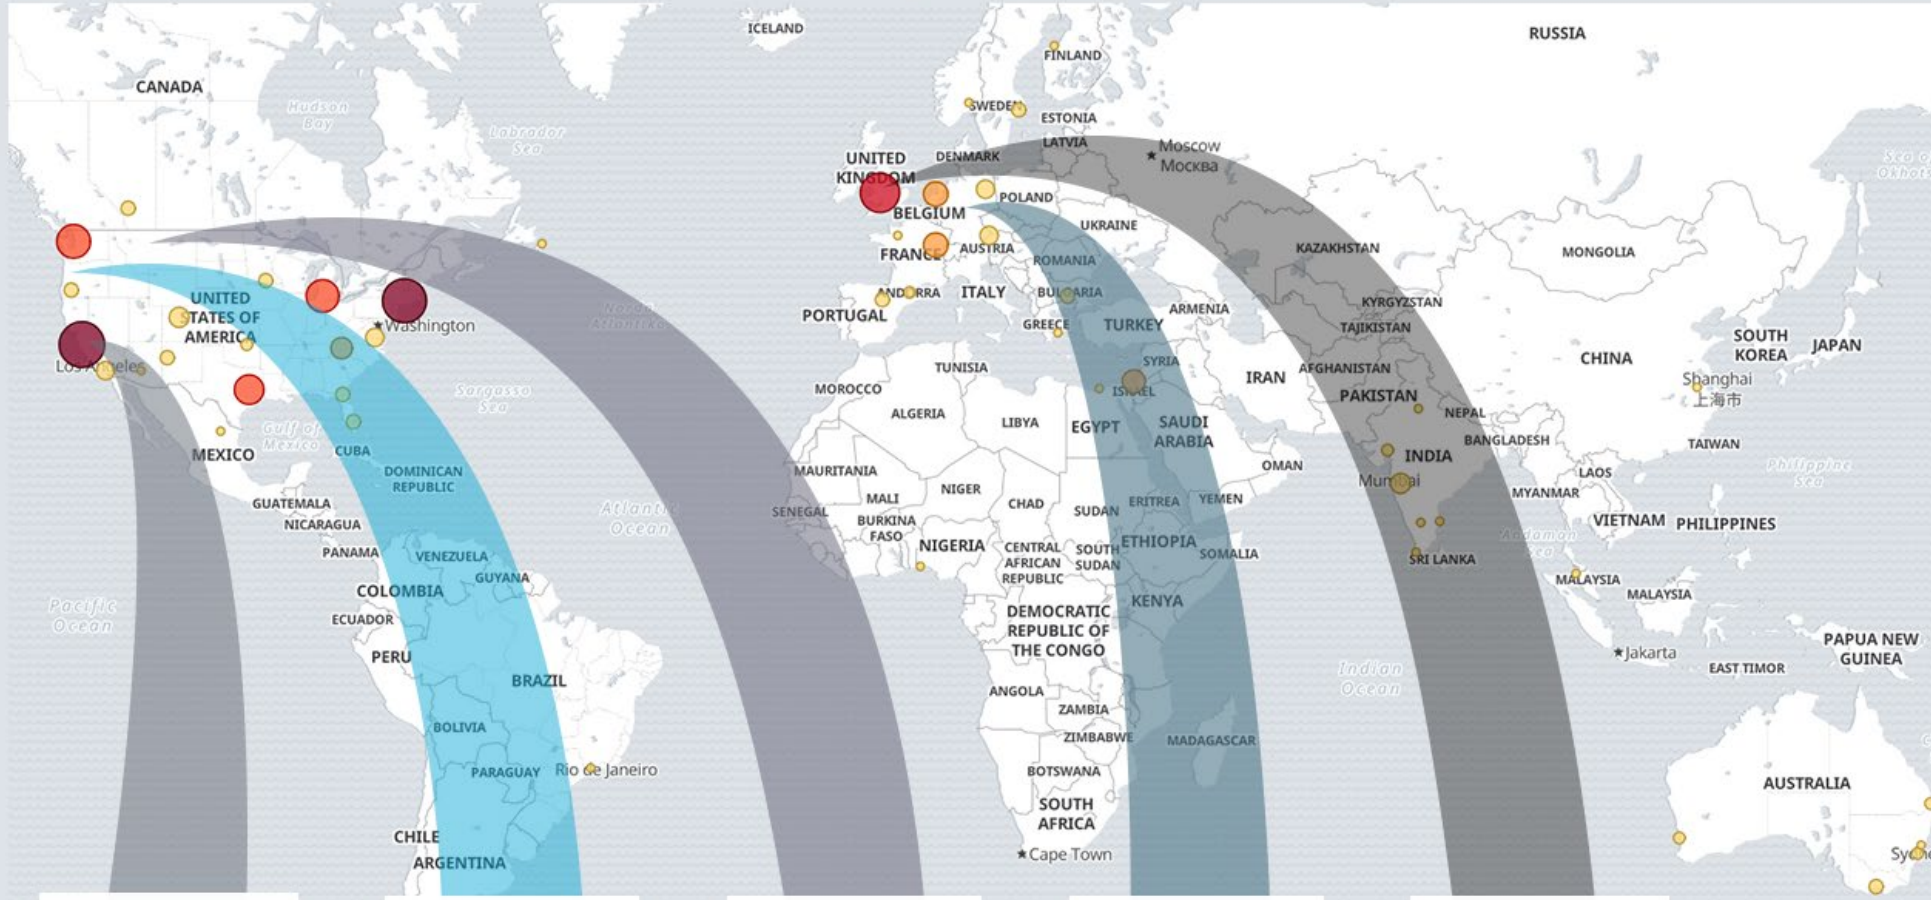 ICELAND
RUSSIA
FINLAND
CANADA
Hudson
Bay
SWEDEN
ESTONIA
Labrador
Sea
LATVIA
Moscow
Москва
UNITED
KINGDOM
DENMARK
POLAND
BELGIUM
UKRAINE
FRANCE
AUSTRIA
KAZAKHSTAN
MONGOLIA
ROMANIA
ANDORRA
ITALY
BULGARIA
KYRGYZSTAN
UNITED
STATES OF
AMERICA
Washington
PORTUGAL
GREECE
TURKEY
ARMENIA
TAJIKISTAN
SOUTH
KOREA
JAPAN
CHINA
Los Angeles
TUNISIA
SYRIA
AFGHANISTAN
IRAN
MOROCCO
ISRAEL
PAKISTAN
Shanghai
上海市
Sargasso
Sea
ALGERIA
LIBYA
EGYPT
SAUDI
ARABIA
NEPAL
Gulf of
Mexico
MEXICO
CUBA
BANGLADESH
TAIWAN
INDIA
DOMINICAN
REPUBLIC
MAURITANIA
OMAN
LAOS
Philippine
Sea
Mumbai
MYANMAR
GUATEMALA
NICARAGUA
MALI
NIGER
CHAD
SUDAN
ERITREA
YEMEN
SENEGAL
Atlantic
Ocean
BURKINA
FASO
VIETNAM
PHILIPPINES
Andaman
Sea
PANAMA
VENEZUELA
NIGERIA
CENTRAL
AFRICAN
REPUBLIC
SOUTH
SUDAN
ETHIOPIA
SOMALIA
SRI LANKA
GUYANA
COLOMBIA
MALAYSIA
MALAYSIA
Pacific
Ocean
ECUADOR
KENYA
DEMOCRATIC
REPUBLIC OF
THE CONGO
PERU
Jakarta
PAPUA NEW
GUINEA
EAST TIMOR
Indian
Ocean
BRAZIL
ANGOLA
ZAMBIA
BOLIVIA
ZIMBABWE
MADAGASCAR
PARAGUAY
Rio de Janeiro
BOTSWANA
AUSTRALIA
SOUTH
AFRICA
CHILE
Cape Town
ARGENTINA